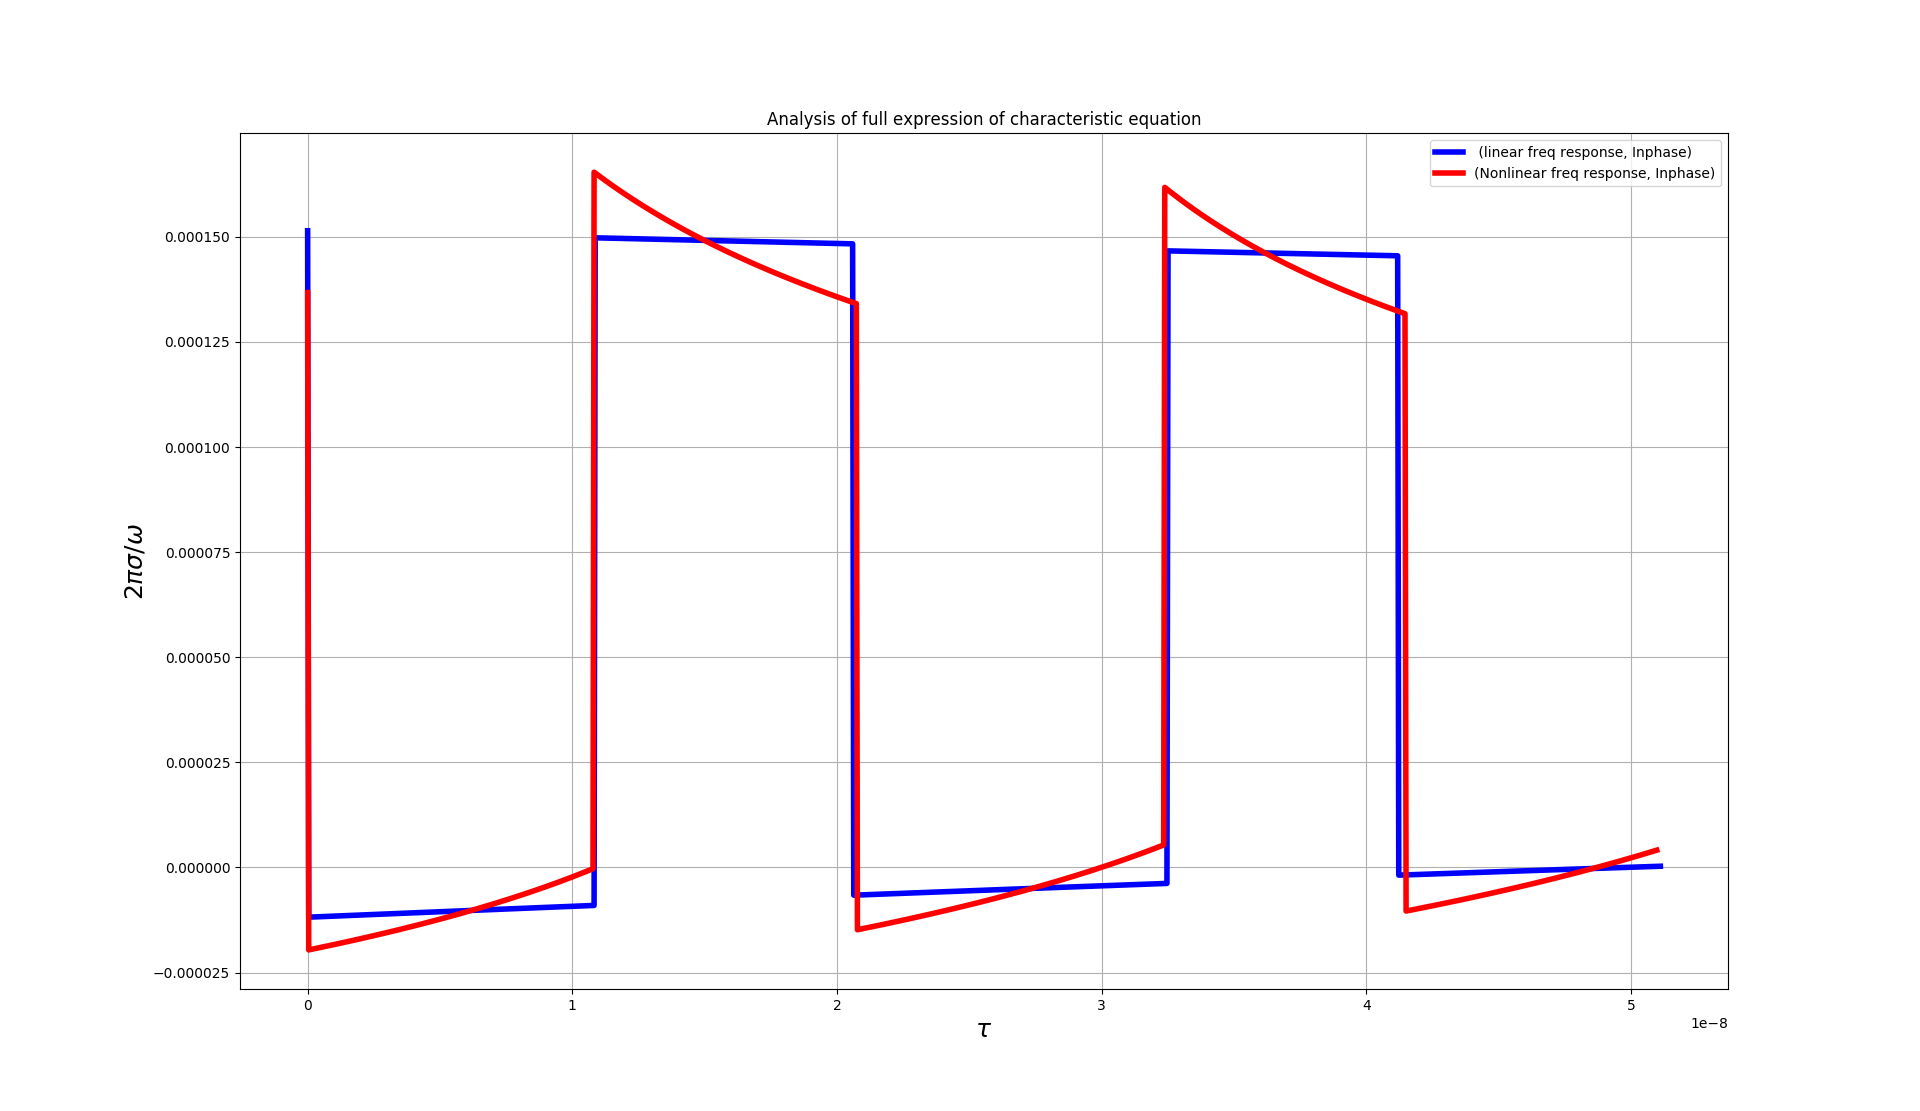 Analysis of full expression of characteristic equation
(linear freq response, Inphase)
(Nonlinear freq response, Inphase)
0.000150
0.000125
0.000100
0.000075
0.000050
0.000025
0.000000
−0.000025
2πσ/ω
0 1 2 3 4 5
1e−8
τ